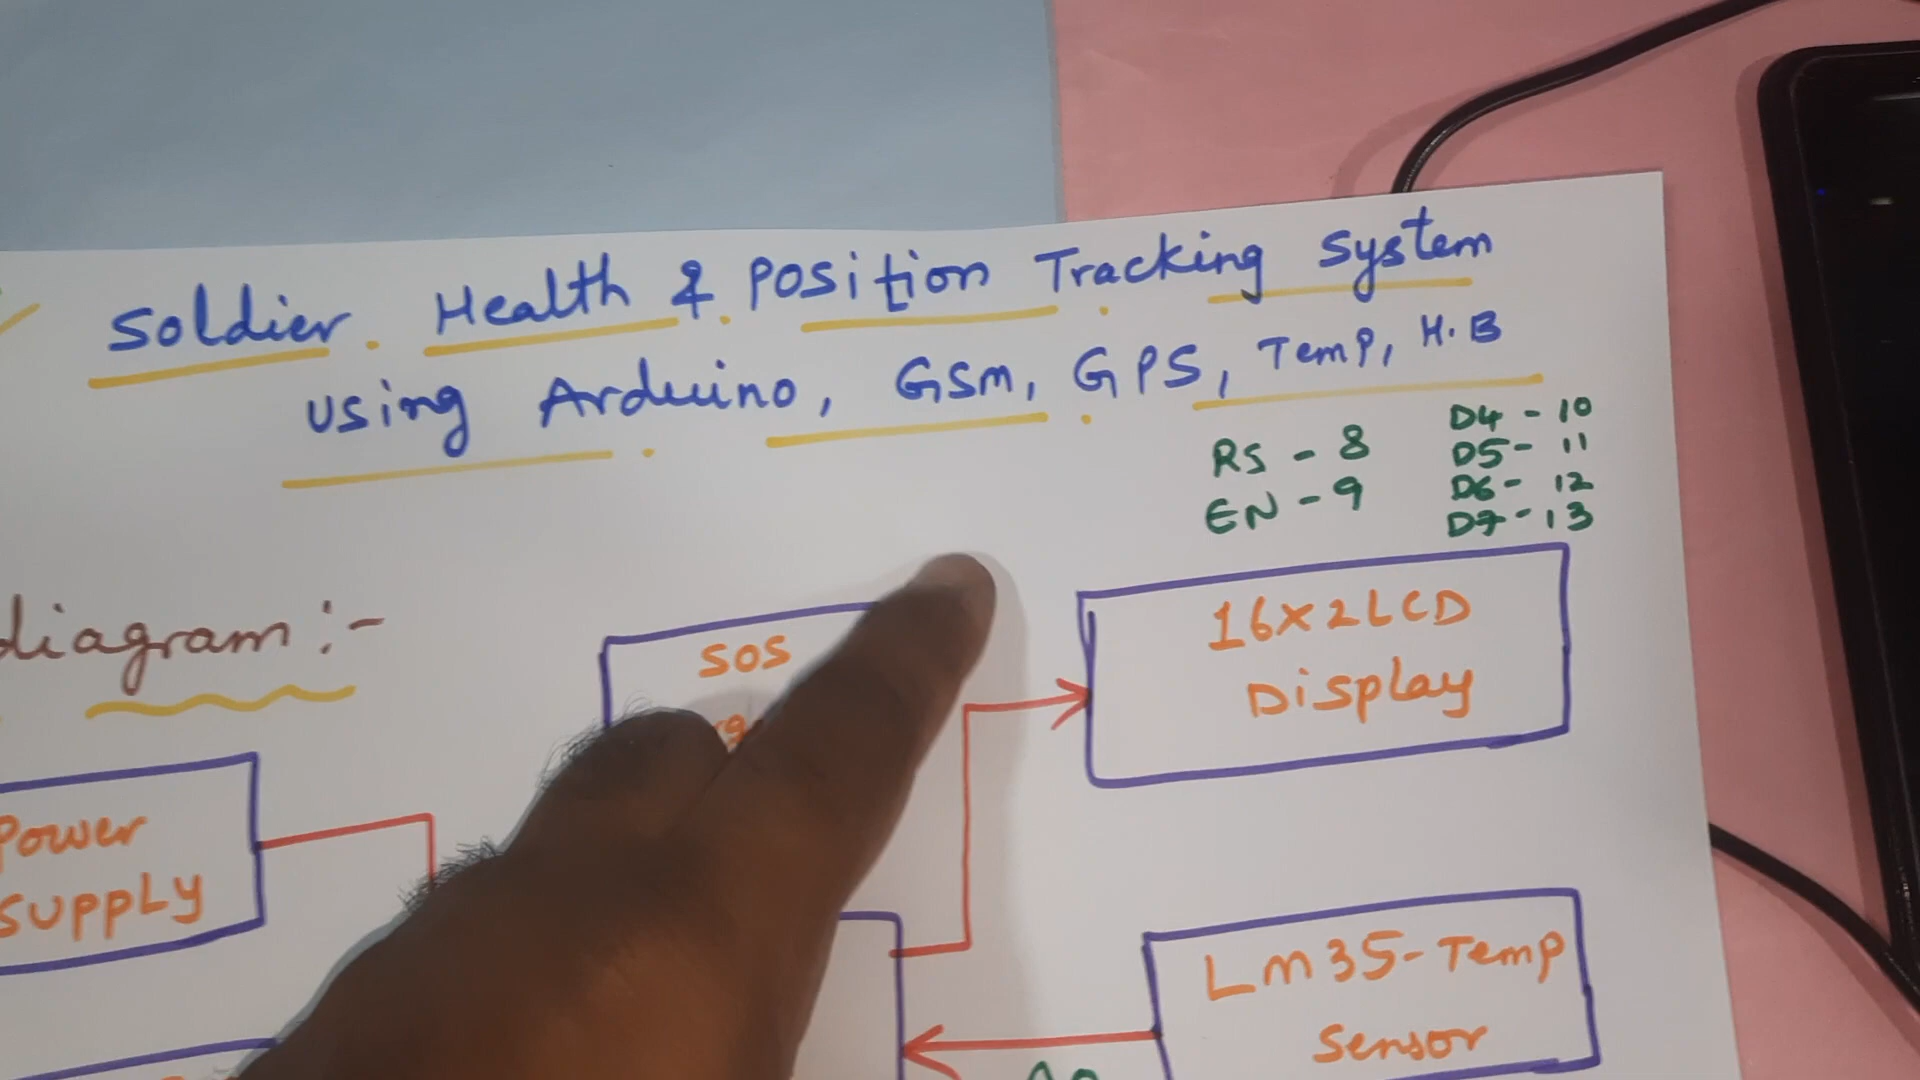 Soldier Health & Position Tracking System
using Arduino, Gsm, GPS, Temp, H.B
RS - 8
EN - 9
D4 - 10
D5 - 11
D6 - 12
D7 - 13
diagram :-
SOS
16x2 LCD
Display
Power
Supply
Lm35-Temp
Sensor